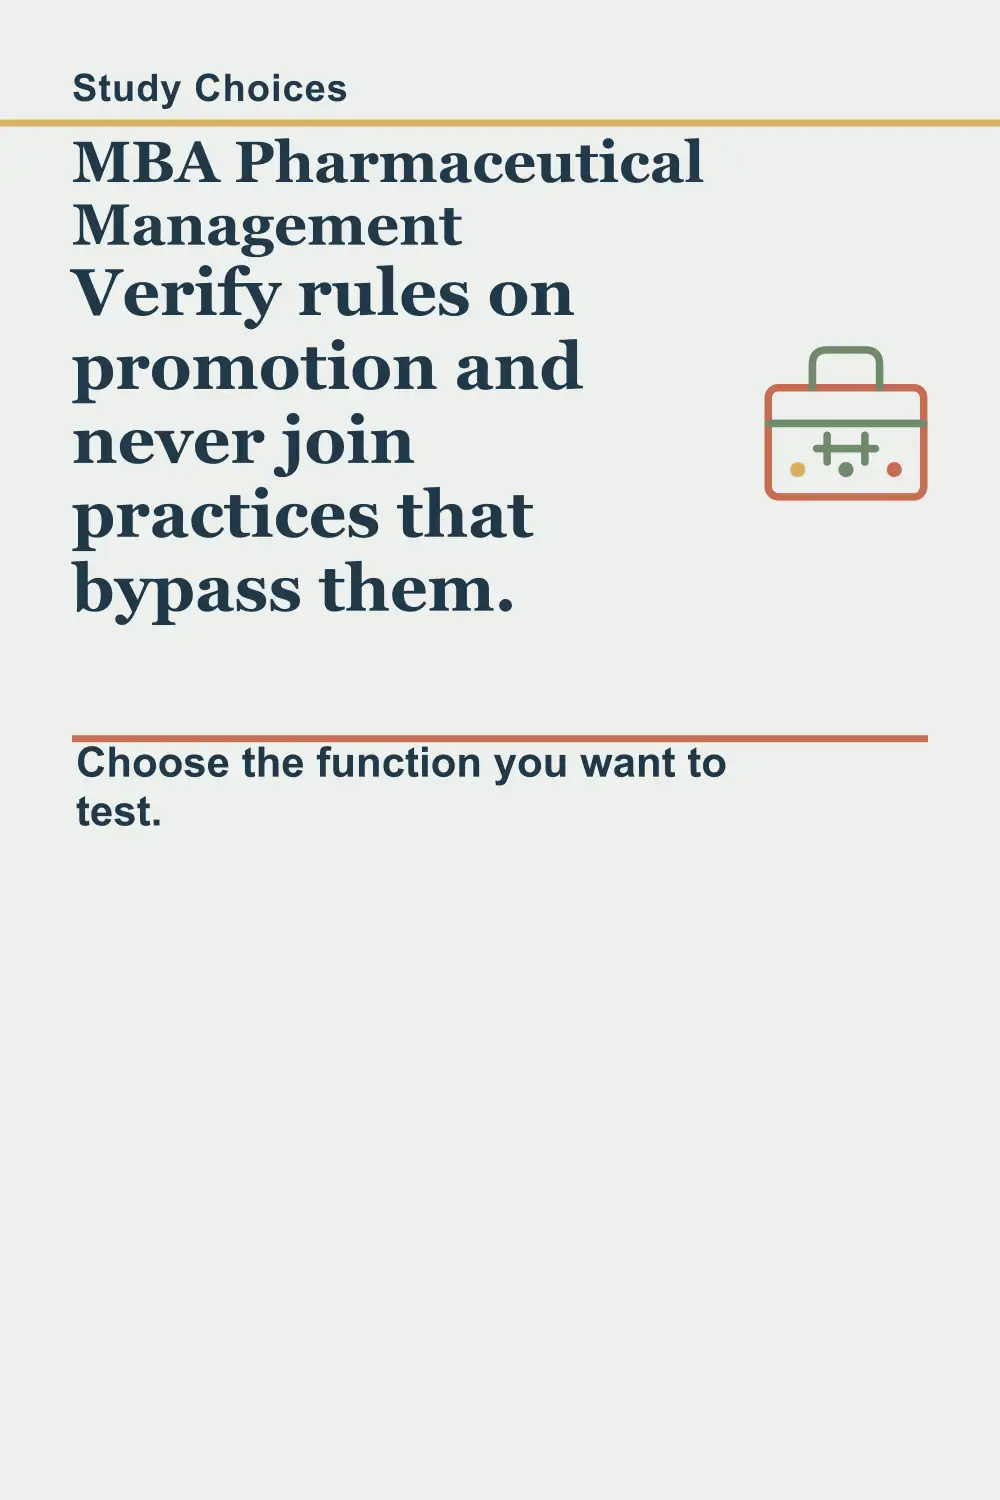 Study Choices
MBA Pharmaceutical
Management
Verify rules on
promotion and
never join
practices that
bypass them.
Choose the function you want to
test.